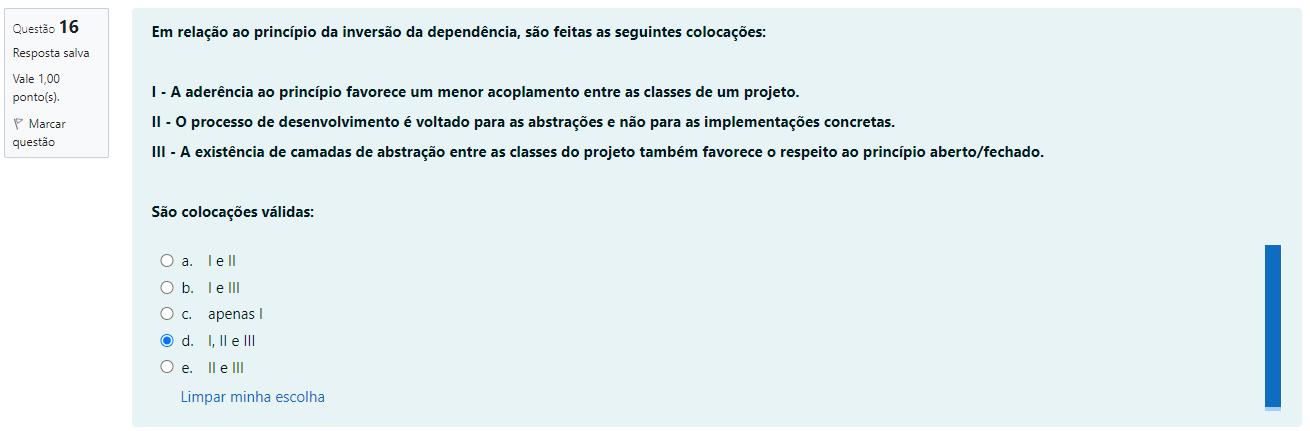 Questão 16
Resposta salva
Vale 1,00
ponto(s).
Marcar
questão
Em relação ao princípio da inversão da dependência, são feitas as seguintes colocações:
I - A aderência ao princípio favorece um menor acoplamento entre as classes de um projeto.
II - O processo de desenvolvimento é voltado para as abstrações e não para as implementações concretas.
III - A existência de camadas de abstração entre as classes do projeto também favorece o respeito ao princípio aberto/fechado.
São colocações válidas:
a. I e II
b. I e III
c. apenas I
d. I, II e III
e. II e III
Limpar minha escolha